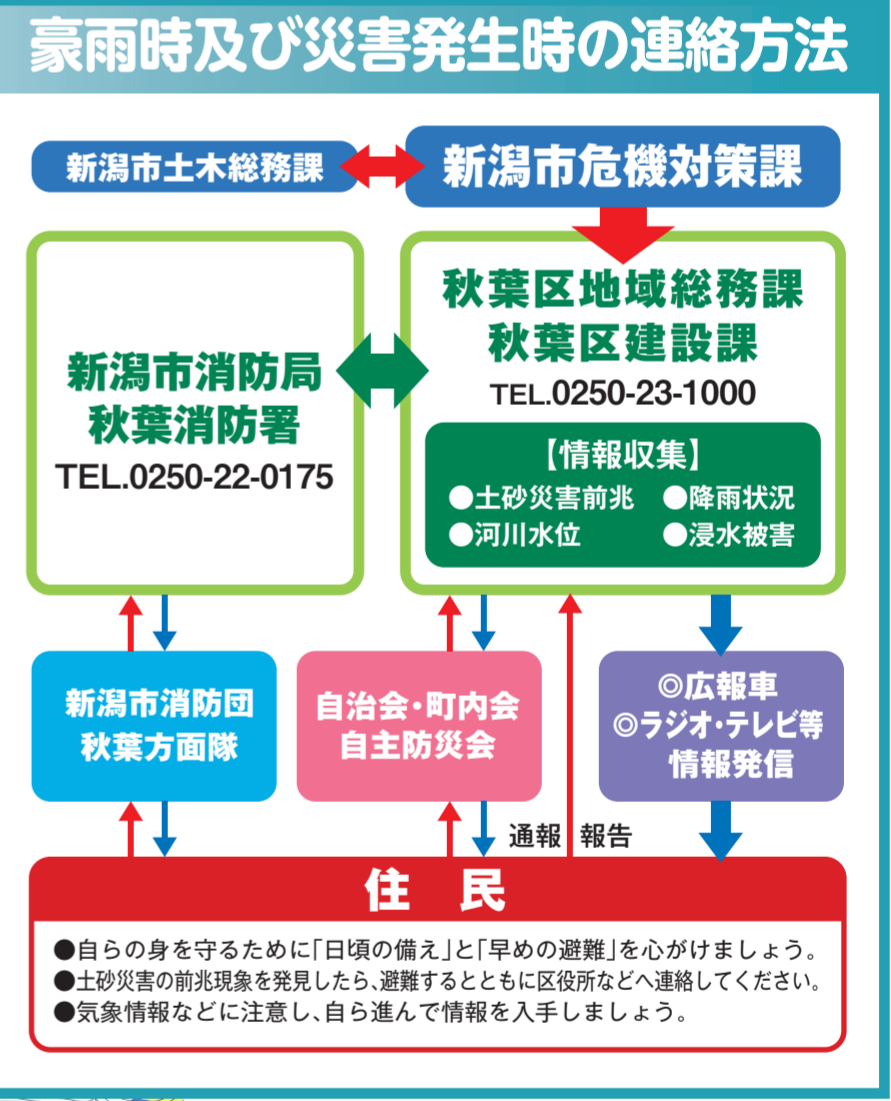 豪雨時及び災害発生時の連絡方法
新潟市土木総務課
新潟市危機対策課
新潟市消防局
秋葉消防署
TEL.0250-22-0175
秋葉区地域総務課
秋葉区建設課
TEL.0250-23-1000
【情報収集】
●土砂災害前兆 ●降雨状況
●河川水位 ●浸水被害
新潟市消防団
秋葉方面隊
自治会・町内会
自主防災会
◎広報車
◎ラジオ・テレビ等
情報発信
通報 報告
住 民
●自らの身を守るために「日頃の備え」と「早めの避難」を心がけましょう。
●土砂災害の前兆現象を発見したら、避難するとともに区役所などへ連絡してください。
●気象情報などに注意し、自ら進んで情報を入手しましょう。